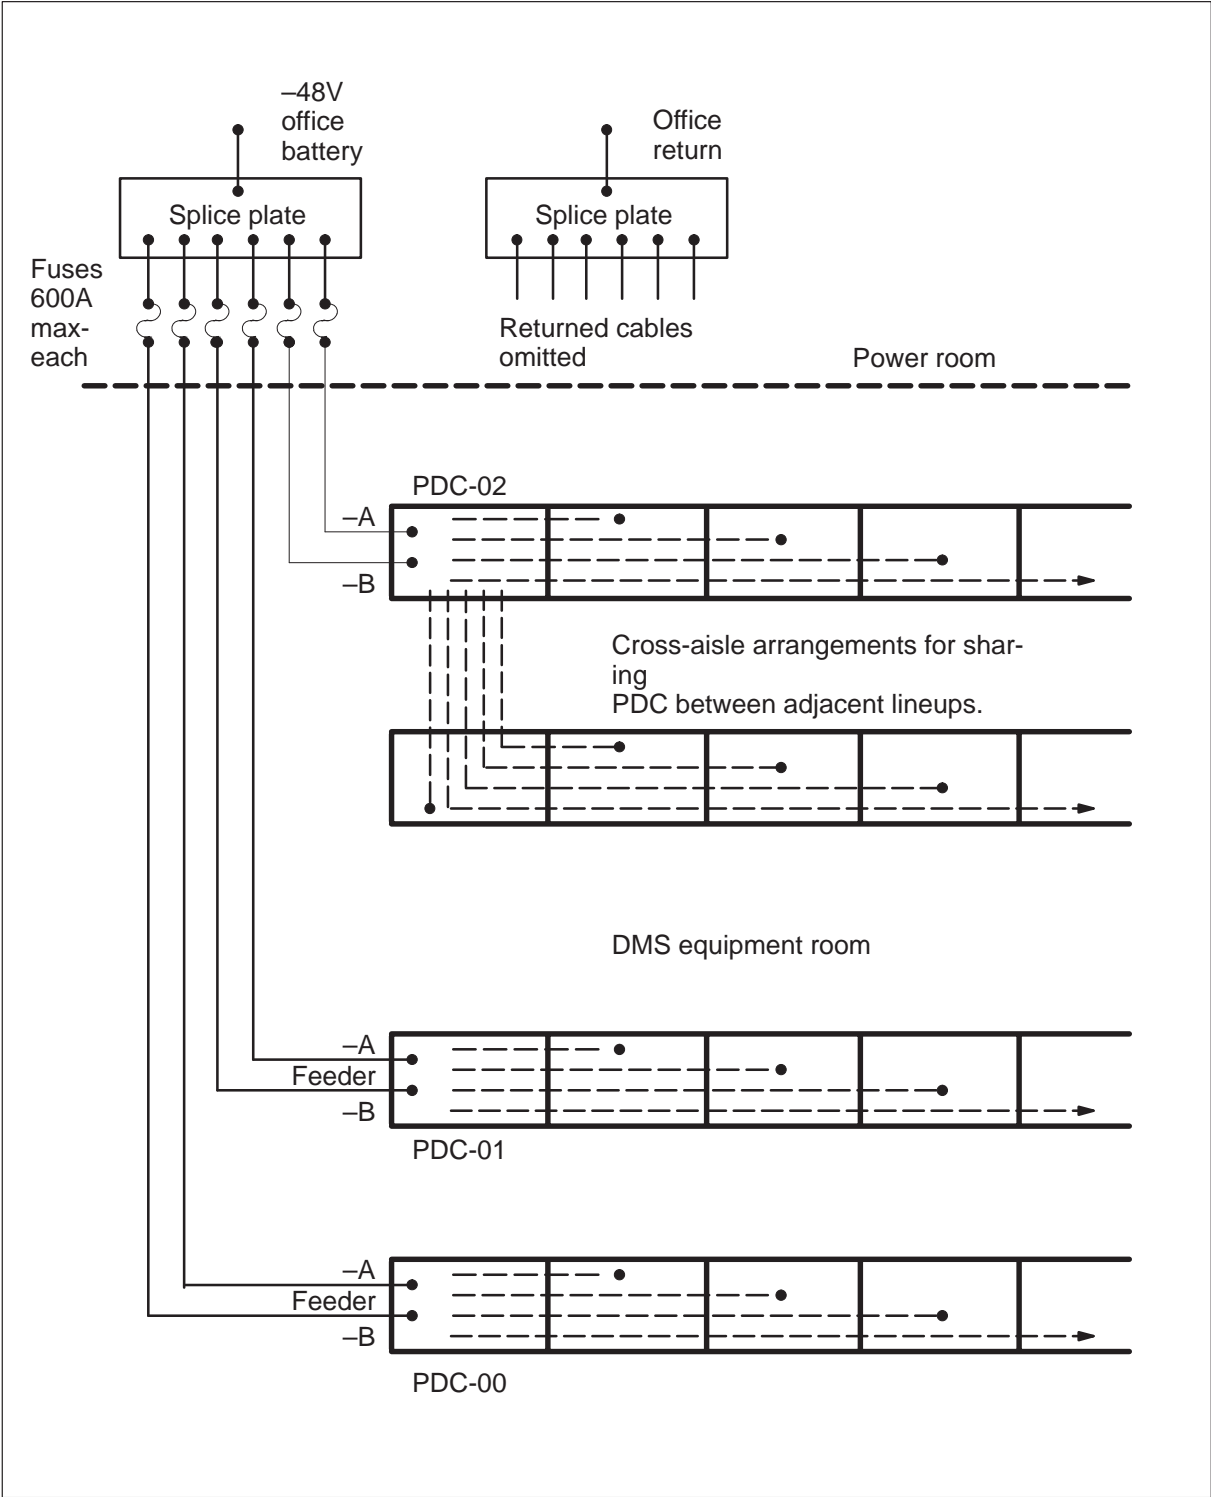 –48V
office
battery
Office
return
Splice plate
Splice plate
Fuses
600A
max-
each
Returned cables
omitted
Power room
PDC-02
–A
–B
Cross-aisle arrangements for shar-
ing
PDC between adjacent lineups.
DMS equipment room
–A
Feeder
–B
PDC-01
–A
Feeder
–B
PDC-00